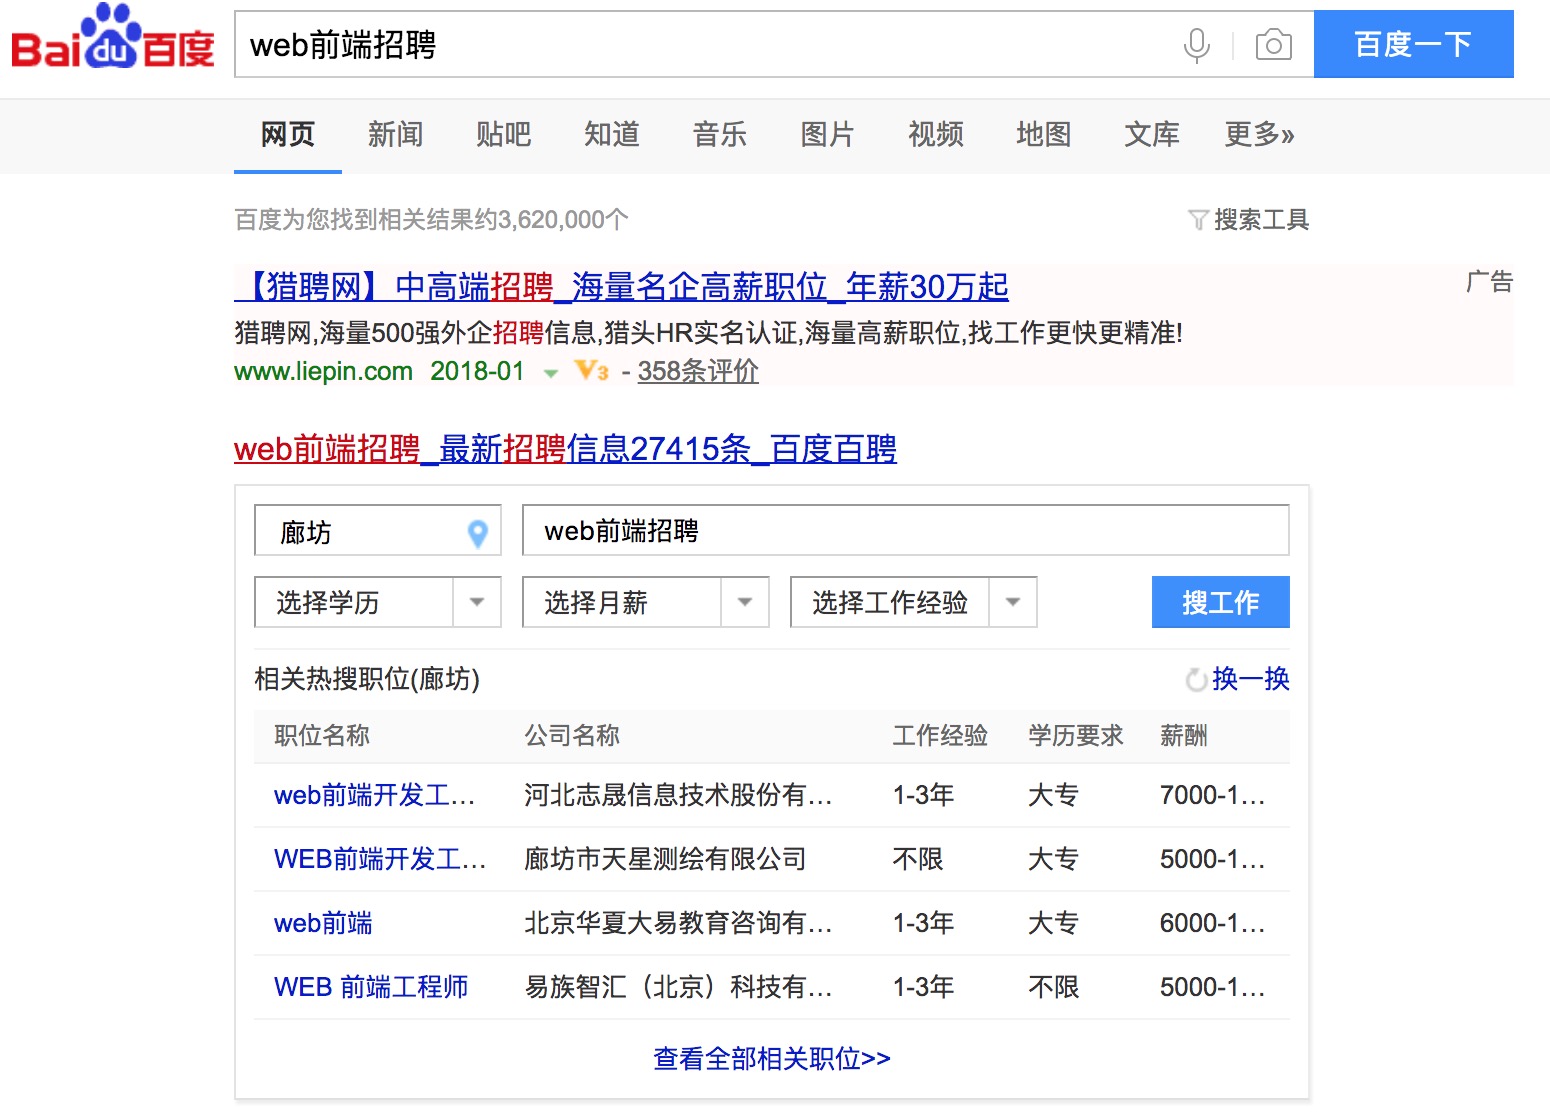 Baidu百度
web前端招聘
百度一下
网页 新闻 贴吧 知道 音乐 图片 视频 地图 文库 更多»
百度为您找到相关结果约3,620,000个 搜索工具
【猎聘网】中高端招聘_海量名企高薪职位_年薪30万起 广告
猎聘网,海量500强外企招聘信息,猎头HR实名认证,海量高薪职位,找工作更快更精准!
www.liepin.com 2018-01 V3 - 358条评价
web前端招聘_最新招聘信息27415条_百度百聘
廊坊 web前端招聘
选择学历 选择月薪 选择工作经验 搜工作
相关热搜职位(廊坊) 换一换
职位名称 公司名称 工作经验 学历要求 薪酬
web前端开发工... 河北志晟信息技术股份有... 1-3年 大专 7000-1...
WEB前端开发工... 廊坊市天星测绘有限公司 不限 大专 5000-1...
web前端 北京华夏大易教育咨询有... 1-3年 大专 6000-1...
WEB 前端工程师 易族智汇（北京）科技有... 1-3年 不限 5000-1...
查看全部相关职位>>